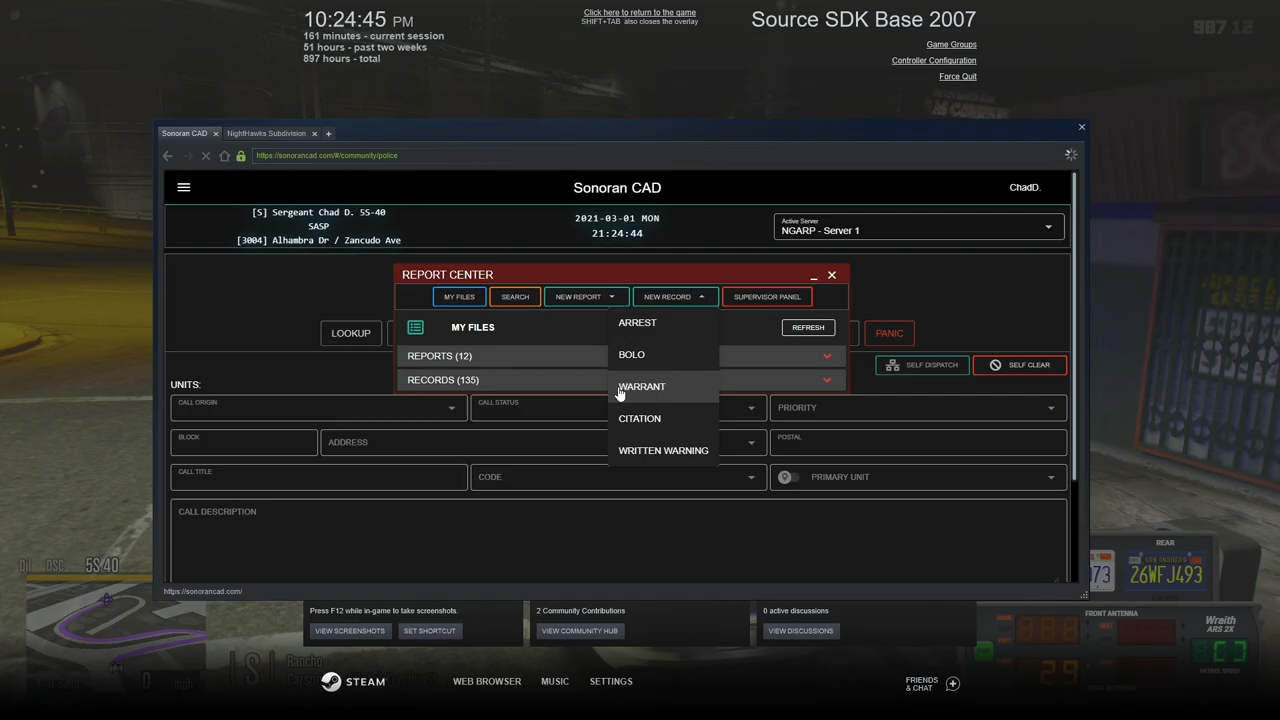 10:24:45 PM
161 minutes - current session
51 hours - past two weeks
897 hours - total
Click here to return to the game
SHIFT+TAB also closes the overlay
Source SDK Base 2007
Game Groups
Controller Configuration
Force Quit
987 12
Sonoran CAD
NightHawks Subdivision
https://sonorancad.com/#/community/police
Sonoran CAD
ChadD.
[S] Sergeant Chad D. 5S-40
SASP
[3004] Alhambra Dr / Zancudo Ave
2021-03-01 MON
21:24:44
Active Server
NGARP - Server 1
REPORT CENTER
MY FILES
SEARCH
NEW REPORT
NEW RECORD
SUPERVISOR PANEL
MY FILES
REFRESH
REPORTS (12)
RECORDS (135)
ARREST
BOLO
WARRANT
CITATION
WRITTEN WARNING
LOOKUP
PANIC
SELF DISPATCH
SELF CLEAR
UNITS:
CALL ORIGIN
CALL STATUS
PRIORITY
BLOCK
ADDRESS
POSTAL
CALL TITLE
CODE
PRIMARY UNIT
CALL DESCRIPTION
https://sonorancad.com/
Oil DSC 5S-40
REAR
073
26WFJ493
FRONT ANTENNA
Wraith
ARS 2X
Press F12 while in-game to take screenshots.
VIEW SCREENSHOTS
SET SHORTCUT
2 Community Contributions
VIEW COMMUNITY HUB
0 active discussions
VIEW DISCUSSIONS
|S|
Rancho
0 mph
STEAM
WEB BROWSER
MUSIC
SETTINGS
FRIENDS
& CHAT